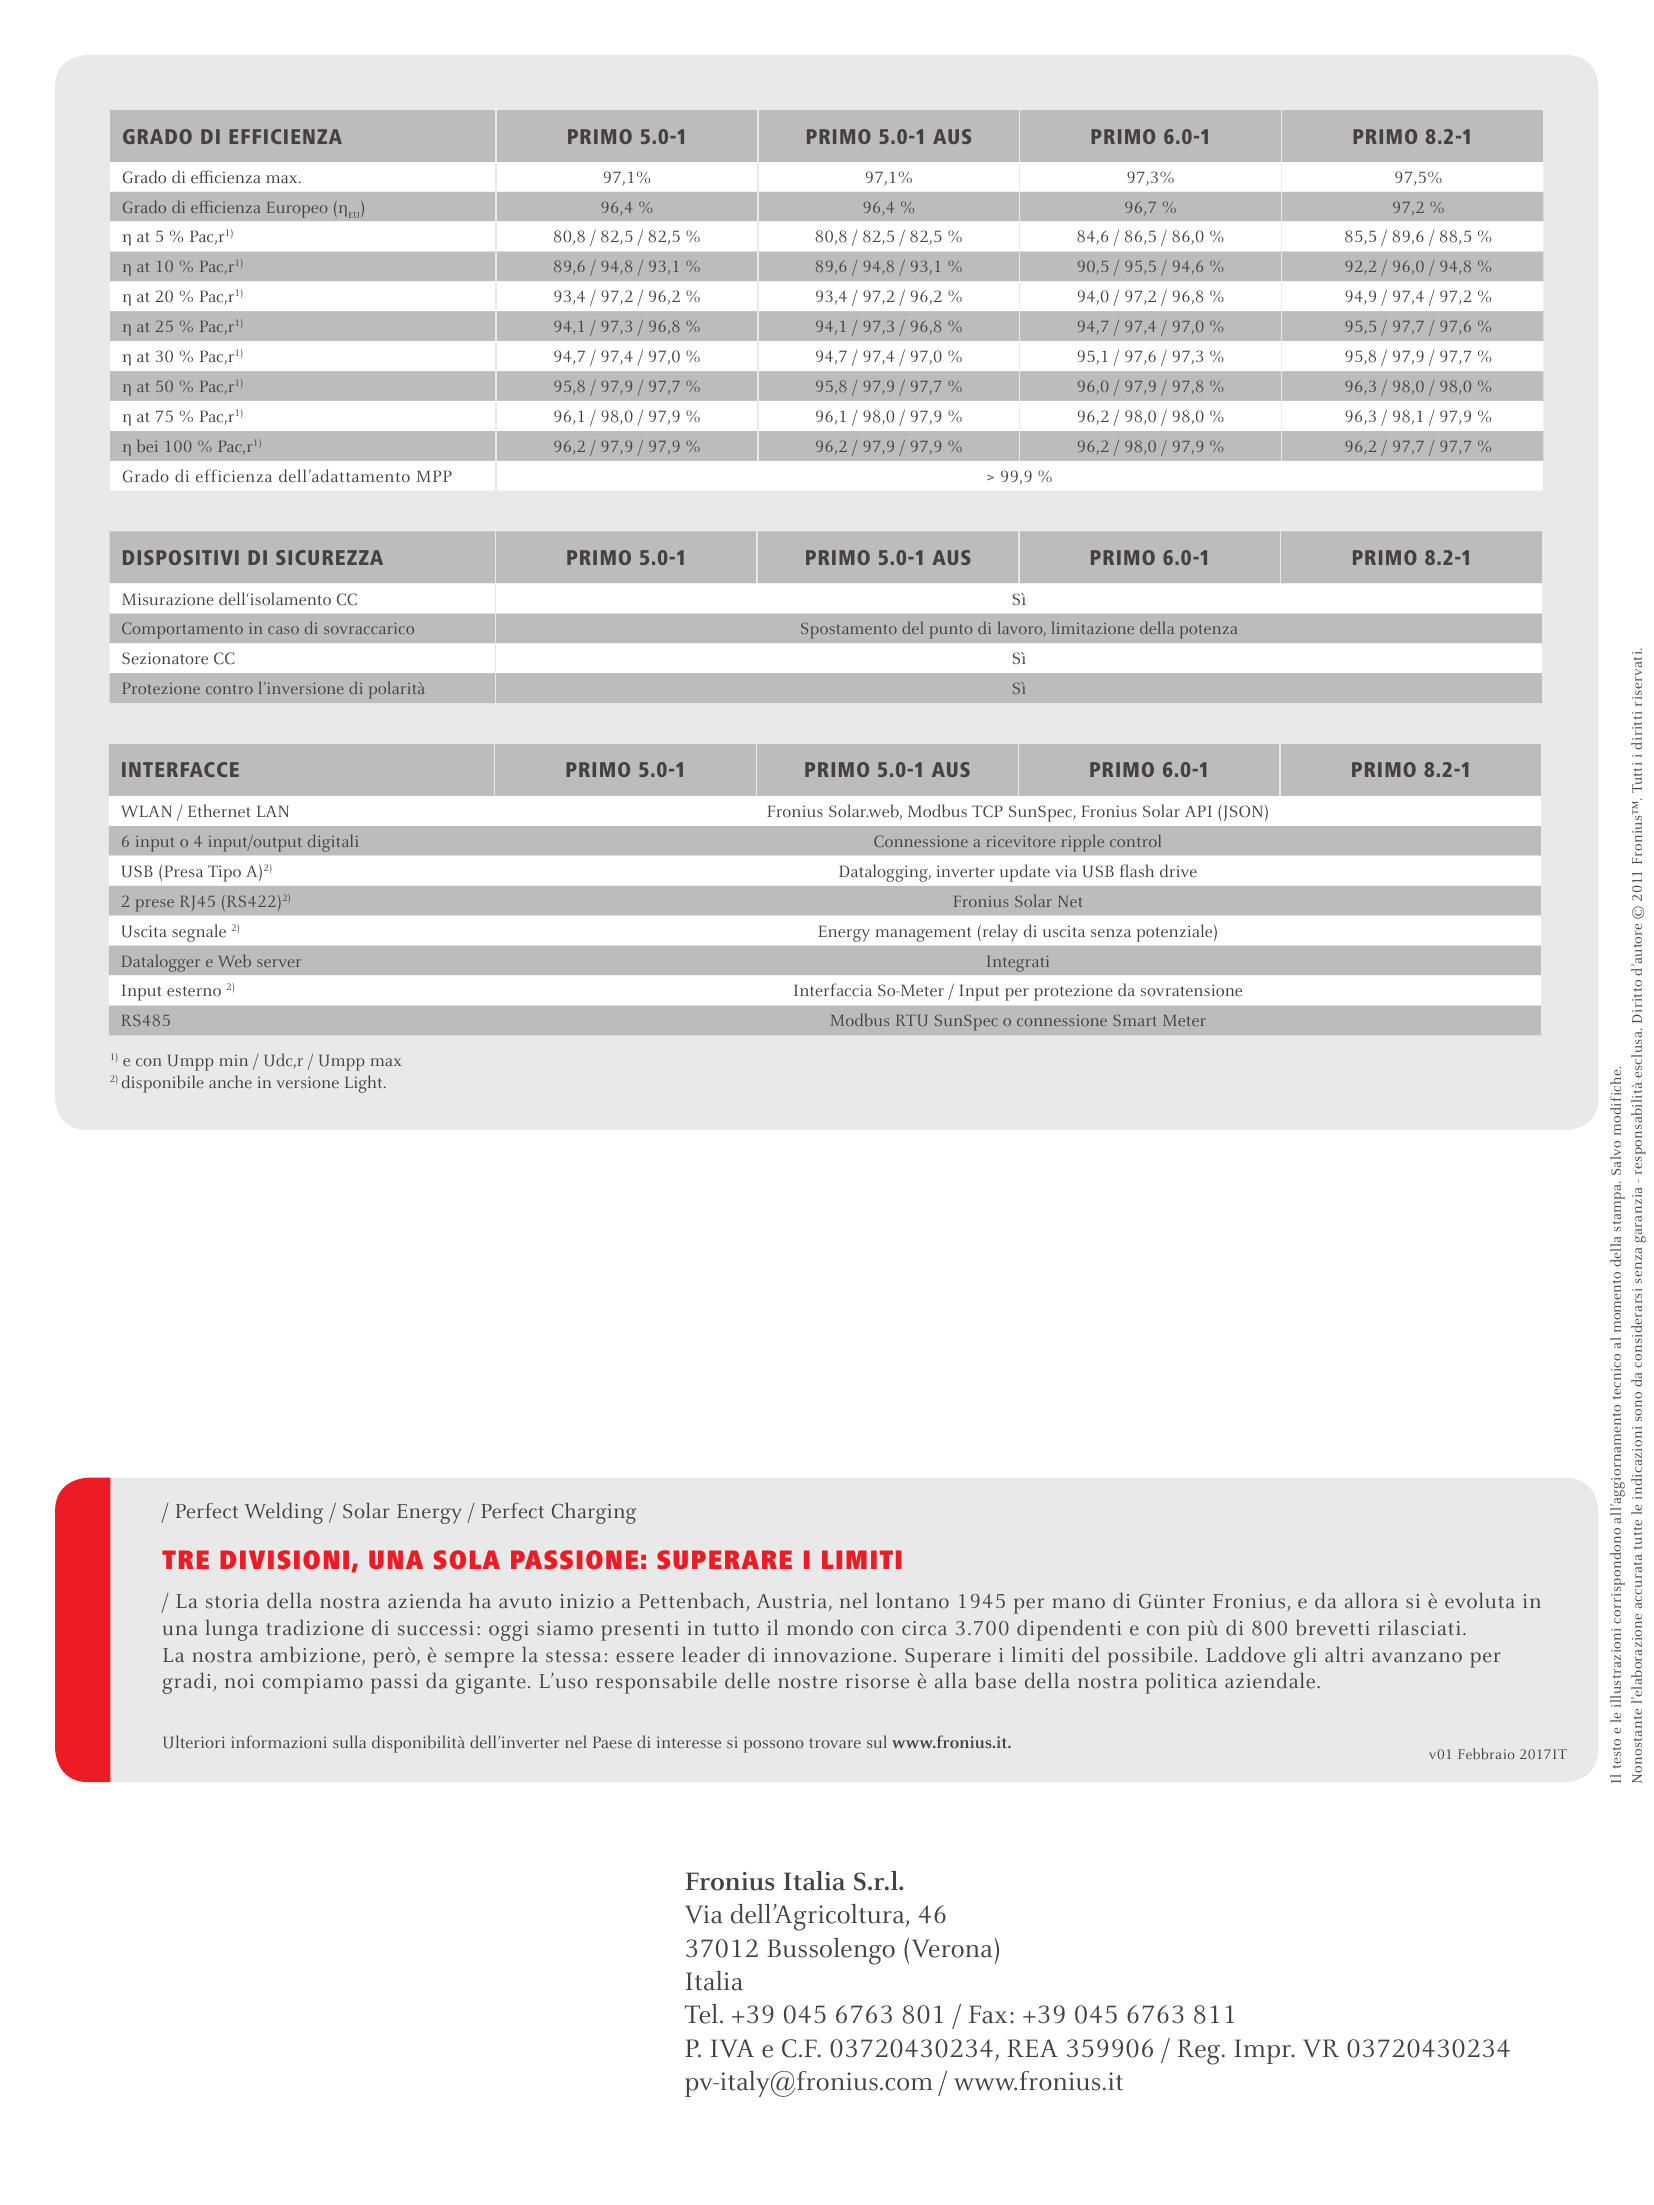 GRADO DI EFFICIENZA PRIMO 5.0-1 PRIMO 5.0-1 AUS PRIMO 6.0-1 PRIMO 8.2-1
Grado di efficienza max. 97,1% 97,1% 97,3% 97,5%
Grado di efficienza Europeo (ηEU) 96,4 % 96,4 % 96,7 % 97,2 %
η at 5 % Pac,r1) 80,8 / 82,5 / 82,5 % 80,8 / 82,5 / 82,5 % 84,6 / 86,5 / 86,0 % 85,5 / 89,6 / 88,5 %
η at 10 % Pac,r1) 89,6 / 94,8 / 93,1 % 89,6 / 94,8 / 93,1 % 90,5 / 95,5 / 94,6 % 92,2 / 96,0 / 94,8 %
η at 20 % Pac,r1) 93,4 / 97,2 / 96,2 % 93,4 / 97,2 / 96,2 % 94,0 / 97,2 / 96,8 % 94,9 / 97,4 / 97,2 %
η at 25 % Pac,r1) 94,1 / 97,3 / 96,8 % 94,1 / 97,3 / 96,8 % 94,7 / 97,4 / 97,0 % 95,5 / 97,7 / 97,6 %
η at 30 % Pac,r1) 94,7 / 97,4 / 97,0 % 94,7 / 97,4 / 97,0 % 95,1 / 97,6 / 97,3 % 95,8 / 97,9 / 97,7 %
η at 50 % Pac,r1) 95,8 / 97,9 / 97,7 % 95,8 / 97,9 / 97,7 % 96,0 / 97,9 / 97,8 % 96,3 / 98,0 / 98,0 %
η at 75 % Pac,r1) 96,1 / 98,0 / 97,9 % 96,1 / 98,0 / 97,9 % 96,2 / 98,0 / 98,0 % 96,3 / 98,1 / 97,9 %
η bei 100 % Pac,r1) 96,2 / 97,9 / 97,9 % 96,2 / 97,9 / 97,9 % 96,2 / 98,0 / 97,9 % 96,2 / 97,7 / 97,7 %
Grado di efficienza dell’adattamento MPP > 99,9 %
DISPOSITIVI DI SICUREZZA PRIMO 5.0-1 PRIMO 5.0-1 AUS PRIMO 6.0-1 PRIMO 8.2-1
Misurazione dell‘isolamento CC Sì
Comportamento in caso di sovraccarico Spostamento del punto di lavoro, limitazione della potenza
Sezionatore CC Sì
Protezione contro l’inversione di polarità Sì
INTERFACCE PRIMO 5.0-1 PRIMO 5.0-1 AUS PRIMO 6.0-1 PRIMO 8.2-1
WLAN / Ethernet LAN Fronius Solar.web, Modbus TCP SunSpec, Fronius Solar API (JSON)
6 input o 4 input/output digitali Connessione a ricevitore ripple control
USB (Presa Tipo A)2) Datalogging, inverter update via USB flash drive
2 prese RJ45 (RS422)2) Fronius Solar Net
Uscita segnale 2) Energy management (relay di uscita senza potenziale)
Datalogger e Web server Integrati
Input esterno 2) Interfaccia So-Meter / Input per protezione da sovratensione
RS485 Modbus RTU SunSpec o connessione Smart Meter
1) e con Umpp min / Udc,r / Umpp max
2) disponibile anche in versione Light.
/ Perfect Welding / Solar Energy / Perfect Charging
TRE DIVISIONI, UNA SOLA PASSIONE: SUPERARE I LIMITI
/ La storia della nostra azienda ha avuto inizio a Pettenbach, Austria, nel lontano 1945 per mano di Günter Fronius, e da allora si è evoluta in
una lunga tradizione di successi: oggi siamo presenti in tutto il mondo con circa 3.700 dipendenti e con più di 800 brevetti rilasciati.
La nostra ambizione, però, è sempre la stessa: essere leader di innovazione. Superare i limiti del possibile. Laddove gli altri avanzano per
gradi, noi compiamo passi da gigante. L’uso responsabile delle nostre risorse è alla base della nostra politica aziendale.
Ulteriori informazioni sulla disponibilità dell’inverter nel Paese di interesse si possono trovare sul www.fronius.it.
v01 Febbraio 2017IT
Il testo e le illustrazioni corrispondono all’aggiornamento tecnico al momento della stampa. Salvo modifiche.
Nonostante l’elaborazione accurata tutte le indicazioni sono da considerarsi senza garanzia - responsabilità esclusa. Diritto d’autore © 2011 Fronius™. Tutti i diritti riservati.
Fronius Italia S.r.l.
Via dell’Agricoltura, 46
37012 Bussolengo (Verona)
Italia
Tel. +39 045 6763 801 / Fax: +39 045 6763 811
P. IVA e C.F. 03720430234, REA 359906 / Reg. Impr. VR 03720430234
pv-italy@fronius.com / www.fronius.it